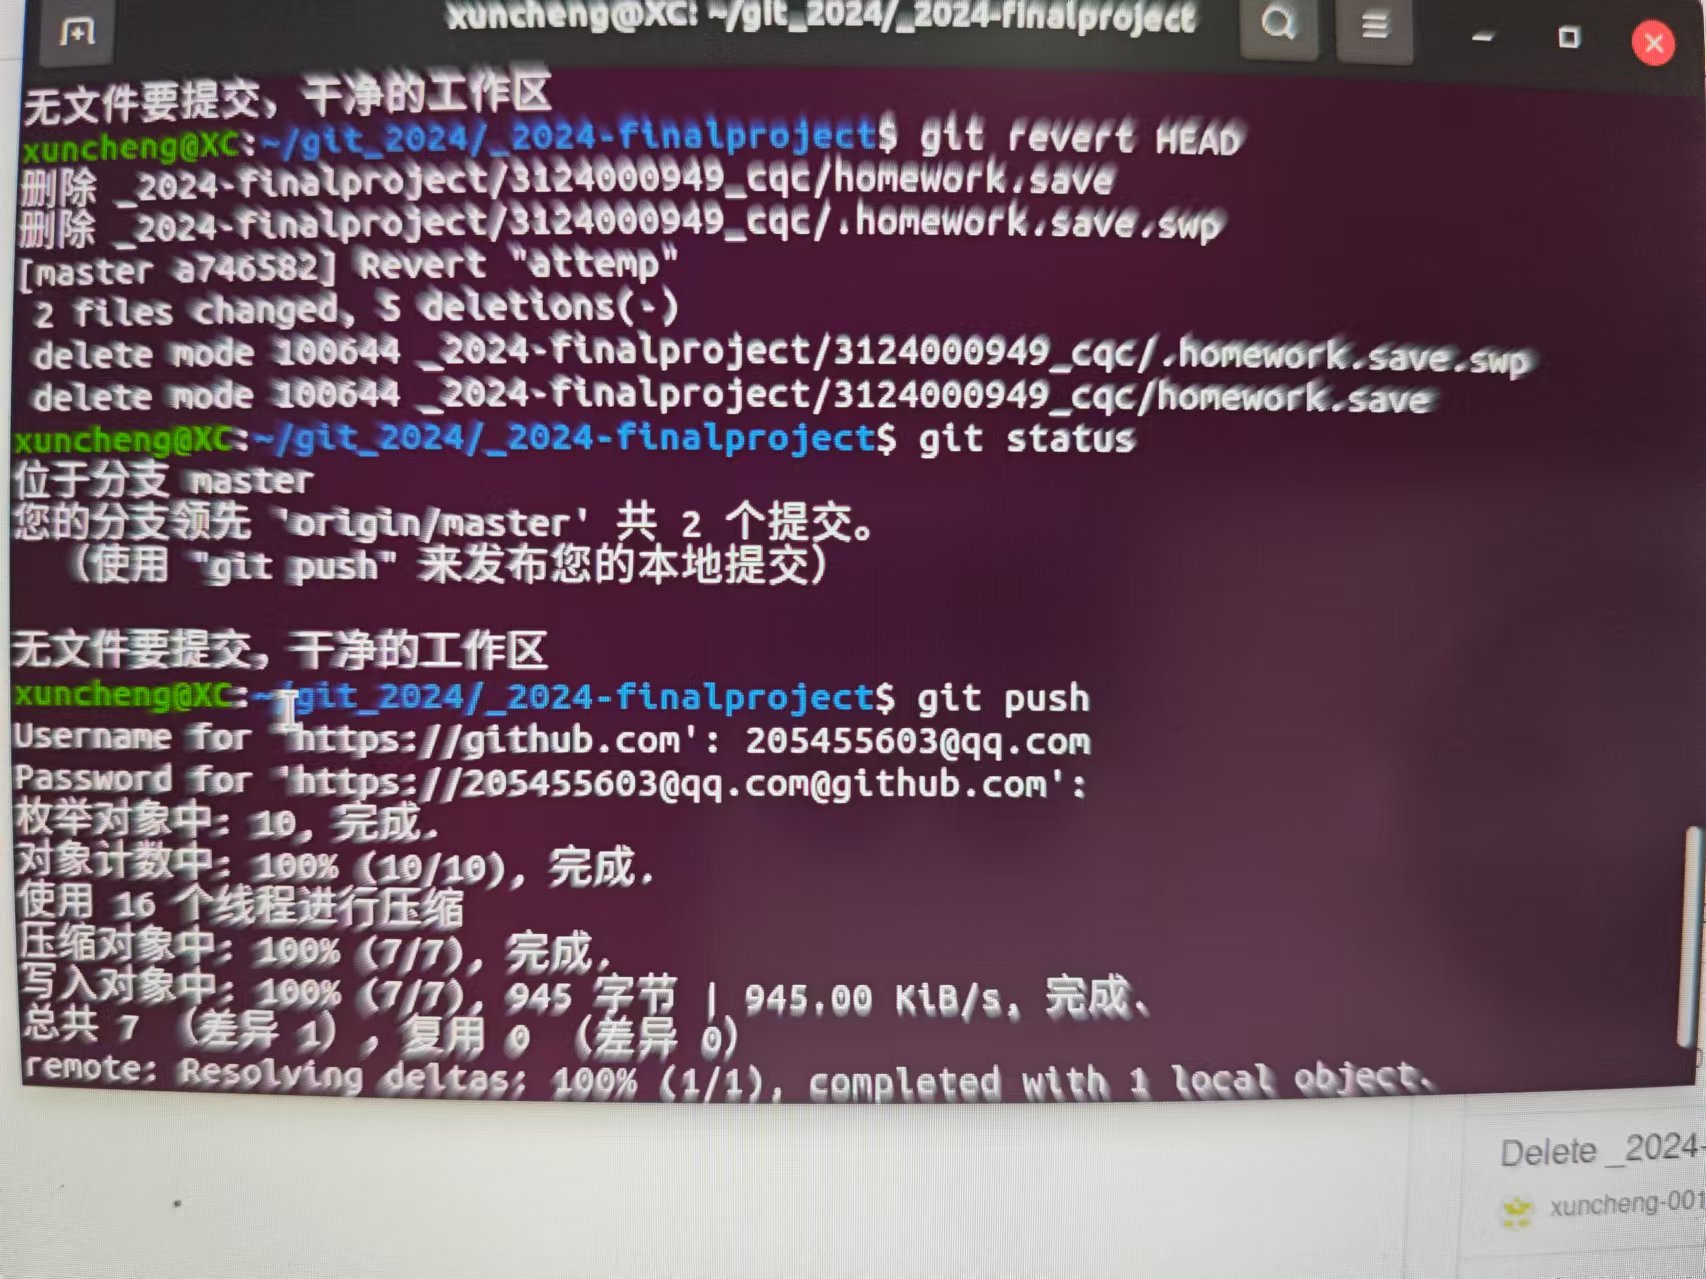 xuncheng@XC: ~/git_2024/_2024-finalproject
无文件要提交，干净的工作区
xuncheng@XC:~/git_2024/_2024-finalproject$ git revert HEAD
删除 _2024-finalproject/3124000949_cqc/homework.save
删除 _2024-finalproject/3124000949_cqc/.homework.save.swp
[master a746582] Revert "attemp"
2 files changed, 5 deletions(-)
delete mode 100644 _2024-finalproject/3124000949_cqc/.homework.save.swp
delete mode 100644 _2024-finalproject/3124000949_cqc/homework.save
xuncheng@XC:~/git_2024/_2024-finalproject$ git status
位于分支 master
您的分支领先 'origin/master' 共 2 个提交。
（使用 "git push" 来发布您的本地提交）
无文件要提交，干净的工作区
xuncheng@XC:~/git_2024/_2024-finalproject$ git push
Username for 'https://github.com': 205455603@qq.com
Password for 'https://205455603@qq.com@github.com':
枚举对象中: 10, 完成.
对象计数中: 100% (10/10), 完成.
使用 16 个线程进行压缩
压缩对象中: 100% (7/7), 完成.
写入对象中: 100% (7/7), 945 字节 | 945.00 KiB/s, 完成.
总共 7 （差异 1），复用 0 （差异 0）
remote: Resolving deltas: 100% (1/1), completed with 1 local object.
Delete _2024-
xuncheng-001